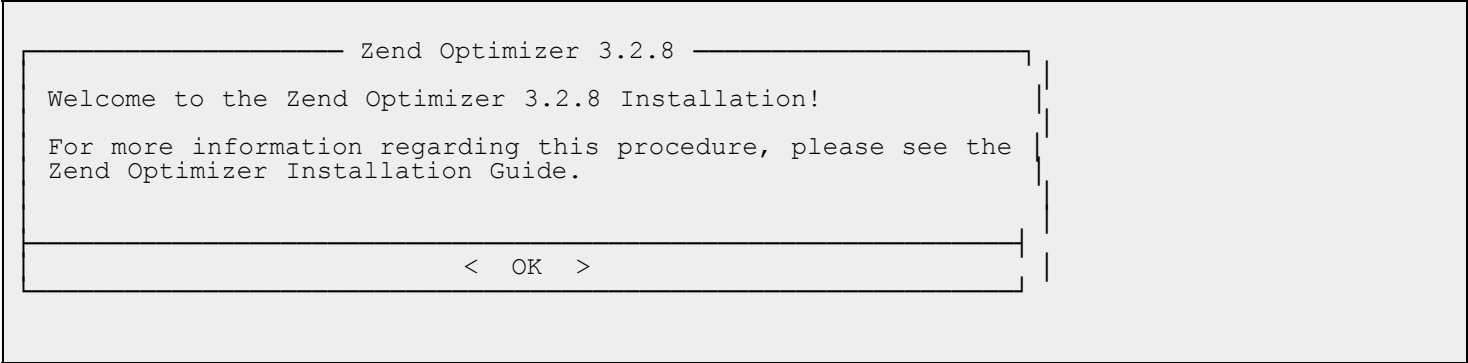 Zend Optimizer 3.2.8
Welcome to the Zend Optimizer 3.2.8 Installation!
For more information regarding this procedure, please see the
Zend Optimizer Installation Guide.
< OK >